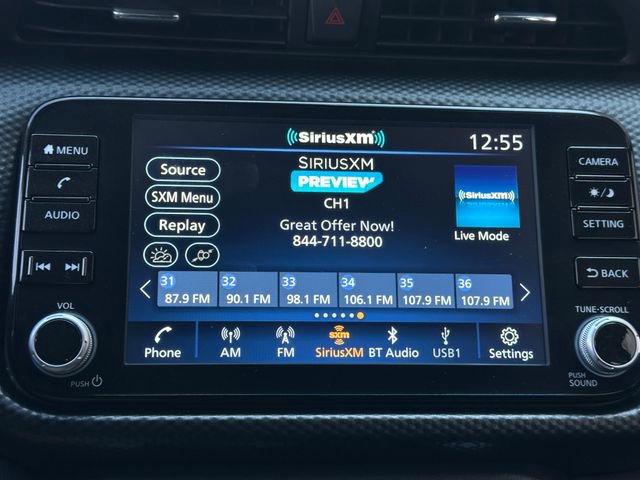 SiriusXM
12:55
MENU
AUDIO
VOL
PUSH
Source
SXM Menu
Replay
SIRIUSXM
PREVIEW
CH1
Great Offer Now!
844-711-8800
SiriusXM
Live Mode
31 32 33 34 35 36
87.9 FM 90.1 FM 98.1 FM 106.1 FM 107.9 FM 107.9 FM
sxm
Phone AM FM SiriusXM BT Audio USB1 Settings
CAMERA
SETTING
BACK
TUNE·SCROLL
PUSH
SOUND